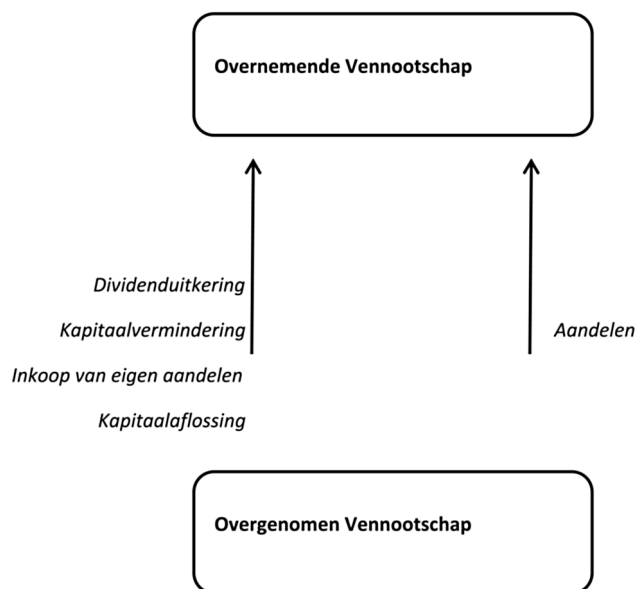 Overnemende Vennootschap
Dividenduitkering
Kapitaalvermindering
Aandelen
Inkoop van eigen aandelen
Kapitaalaflossing
Overgenomen Vennootschap